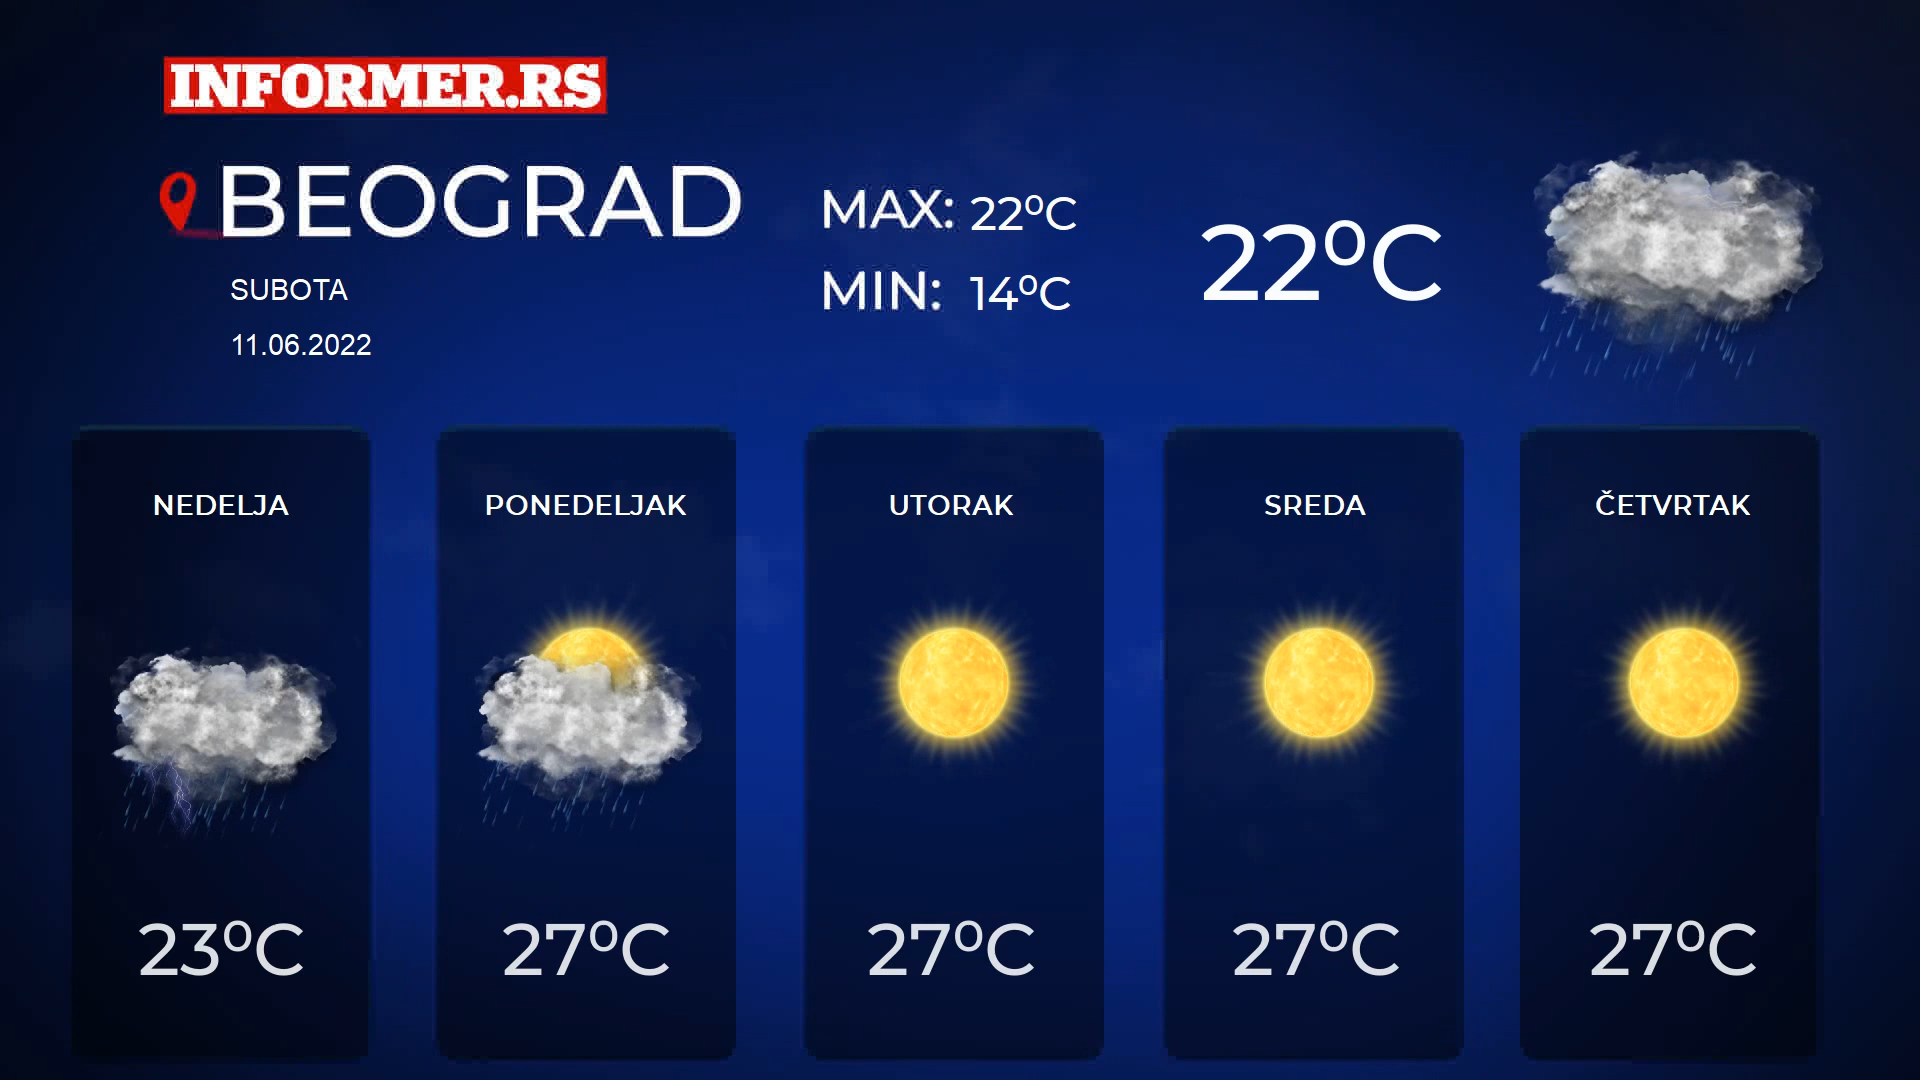 INFORMER.RS
BEOGRAD
SUBOTA
11.06.2022
MAX: 22°C
MIN: 14°C
22°C
NEDELJA
23°C
PONEDELJAK
27°C
UTORAK
27°C
SREDA
27°C
ČETVRTAK
27°C